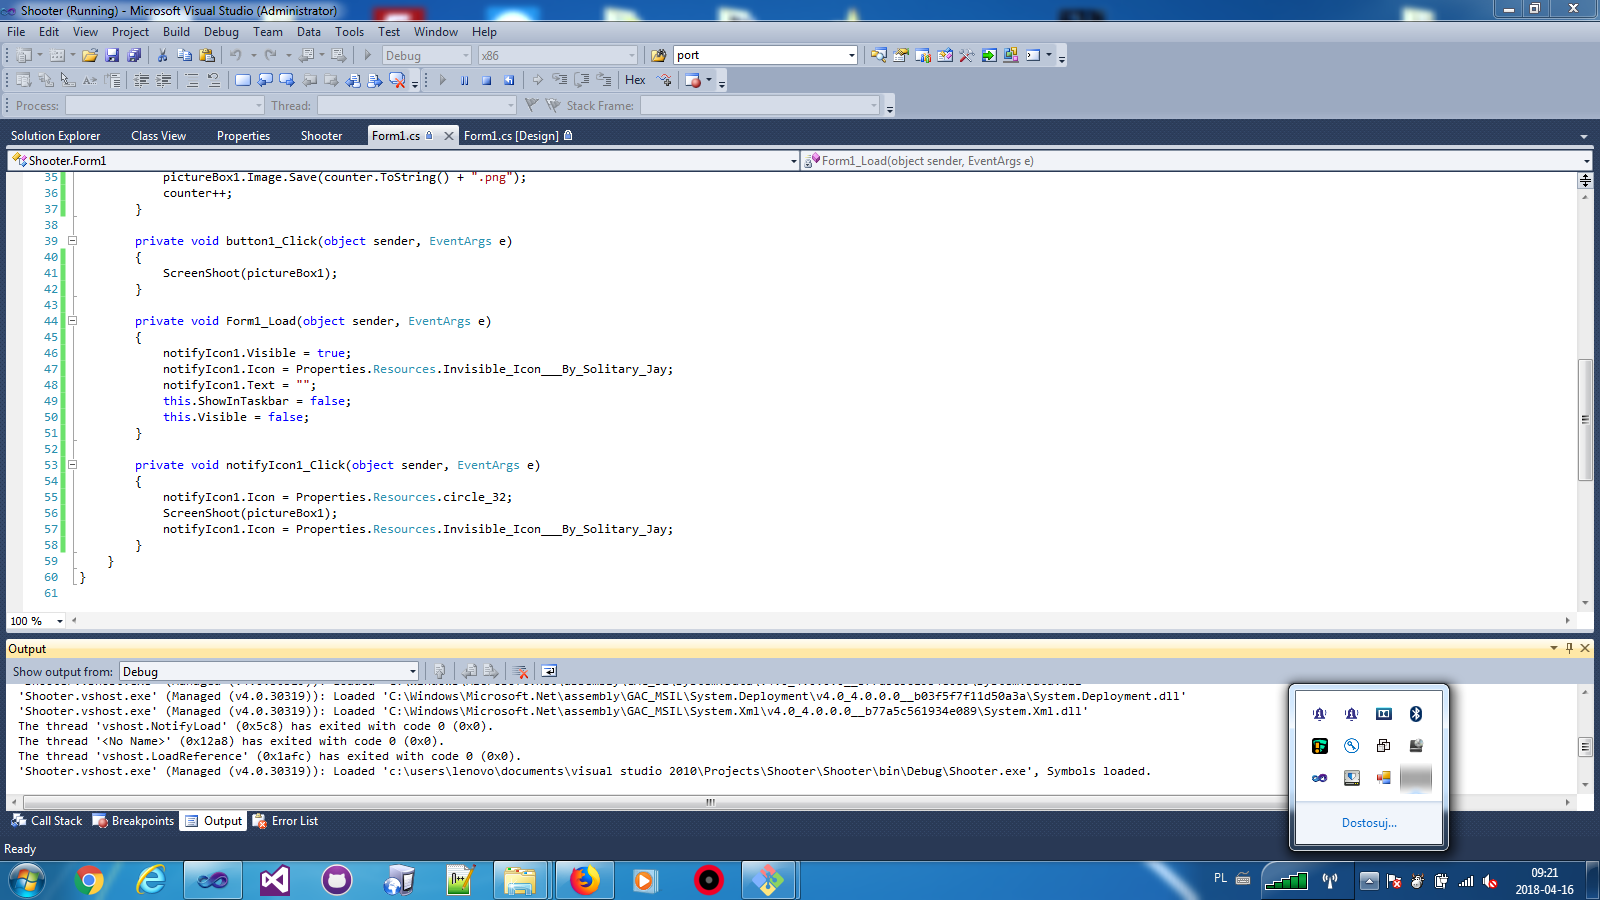 Shooter (Running) - Microsoft Visual Studio (Administrator)
File Edit View Project Build Debug Team Data Tools Test Window Help
Debug x86 port
Hex
Process: Thread: Stack Frame:
Solution Explorer Class View Properties Shooter Form1.cs Form1.cs [Design]
Shooter.Form1 Form1_Load(object sender, EventArgs e)
35 pictureBox1.Image.Save(counter.ToString() + ".png");
36 counter++;
37 }
38
39 private void button1_Click(object sender, EventArgs e)
40 {
41 ScreenShoot(pictureBox1);
42 }
43
44 private void Form1_Load(object sender, EventArgs e)
45 {
46 notifyIcon1.Visible = true;
47 notifyIcon1.Icon = Properties.Resources.Invisible_Icon___By_Solitary_Jay;
48 notifyIcon1.Text = "";
49 this.ShowInTaskbar = false;
50 this.Visible = false;
51 }
52
53 private void notifyIcon1_Click(object sender, EventArgs e)
54 {
55 notifyIcon1.Icon = Properties.Resources.circle_32;
56 ScreenShoot(pictureBox1);
57 notifyIcon1.Icon = Properties.Resources.Invisible_Icon___By_Solitary_Jay;
58 }
59 }
60 }
61
100 %
Output
Show output from: Debug
'Shooter.vshost.exe' (Managed (v4.0.30319)): Loaded 'C:\Windows\Microsoft.Net\assembly\GAC_MSIL\System.Deployment\v4.0_4.0.0.0__b03f5f7f11d50a3a\System.Deployment.dll'
'Shooter.vshost.exe' (Managed (v4.0.30319)): Loaded 'C:\Windows\Microsoft.Net\assembly\GAC_MSIL\System.Xml\v4.0_4.0.0.0__b77a5c561934e089\System.Xml.dll'
The thread 'vshost.NotifyLoad' (0x5c8) has exited with code 0 (0x0).
The thread '<No Name>' (0x12a8) has exited with code 0 (0x0).
The thread 'vshost.LoadReference' (0x1afc) has exited with code 0 (0x0).
'Shooter.vshost.exe' (Managed (v4.0.30319)): Loaded 'c:\users\lenovo\documents\visual studio 2010\Projects\Shooter\Shooter\bin\Debug\Shooter.exe', Symbols loaded.
Call Stack Breakpoints Output Error List
Dostosuj...
Ready
PL
09:21
2018-04-16